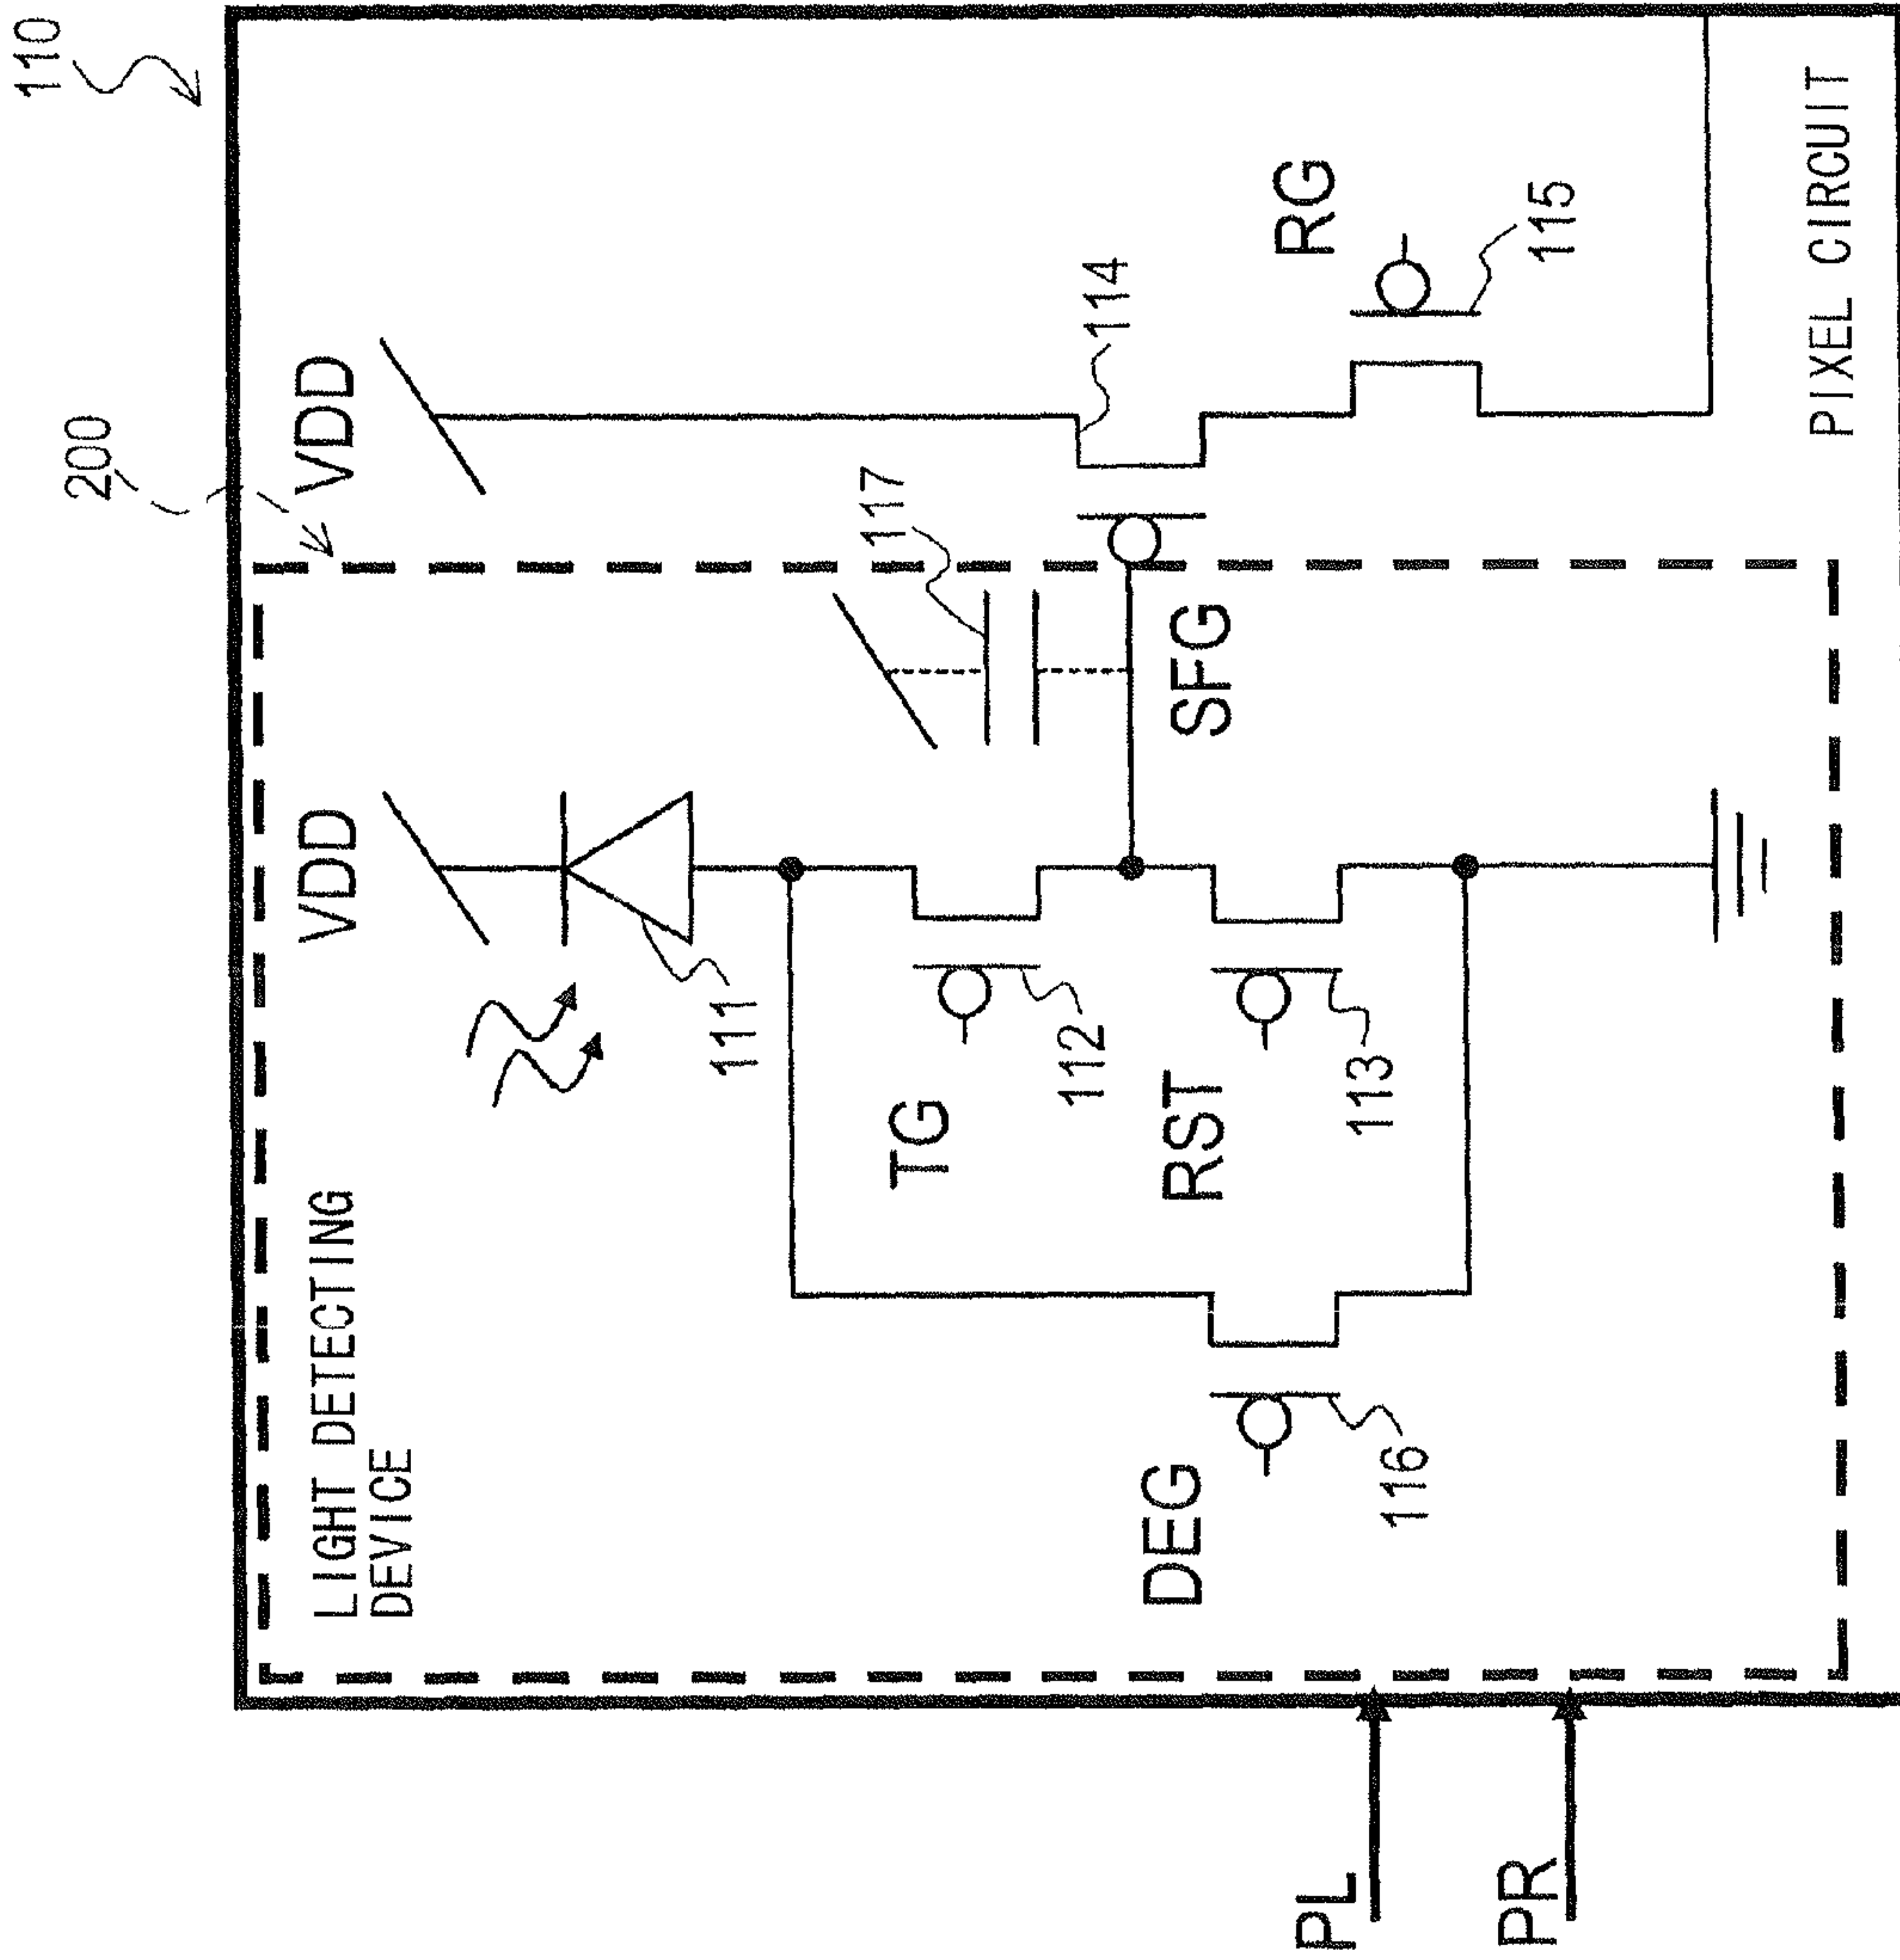 110
200
LIGHT DETECTING
DEVICE
VDD
VDD
111
117
TG
112
SFG
114
RG
115
DEG
116
RST
113
PL
PR
PIXEL CIRCUIT